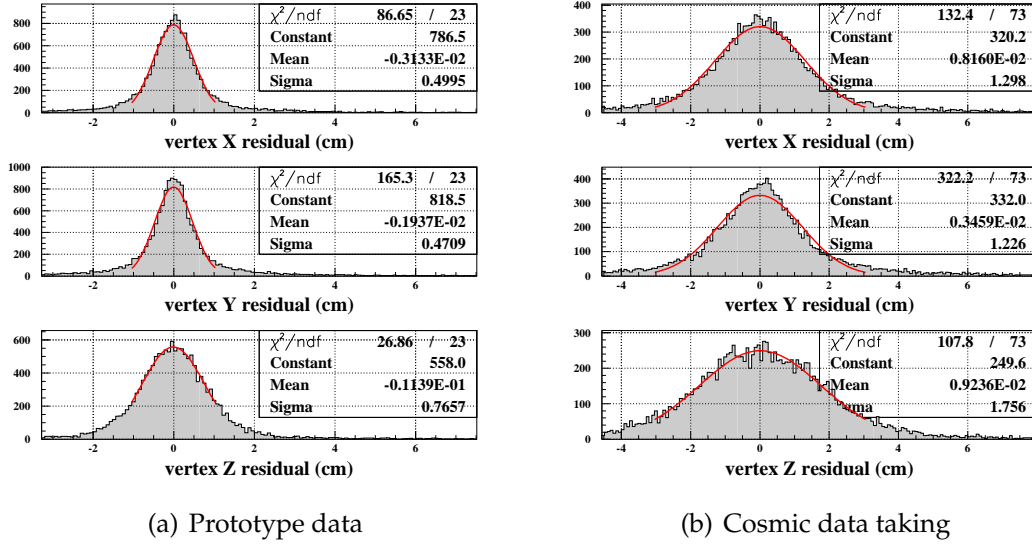 χ²/ndf 86.65 / 23
Constant 786.5
Mean -0.3133E-02
Sigma 0.4995
800
600
400
200
0
-2 0 2 4 6
vertex X residual (cm)
χ²/ndf 165.3 / 23
Constant 818.5
Mean -0.1937E-02
Sigma 0.4709
1000
800
600
400
200
0
-2 0 2 4 6
vertex Y residual (cm)
χ²/ndf 26.86 / 23
Constant 558.0
Mean -0.1139E-01
Sigma 0.7657
600
400
200
0
-2 0 2 4 6
vertex Z residual (cm)
(a) Prototype data
χ²/ndf 132.4 / 73
Constant 320.2
Mean 0.8160E-02
Sigma 1.298
400
300
200
100
0
-4 -2 0 2 4 6
vertex X residual (cm)
χ²/ndf 322.2 / 73
Constant 332.0
Mean 0.3459E-02
Sigma 1.226
400
300
200
100
0
-4 -2 0 2 4 6
vertex Y residual (cm)
χ²/ndf 107.8 / 73
Constant 249.6
Mean 0.9236E-02
Sigma 1.756
300
200
100
0
-4 -2 0 2 4 6
vertex Z residual (cm)
(b) Cosmic data taking